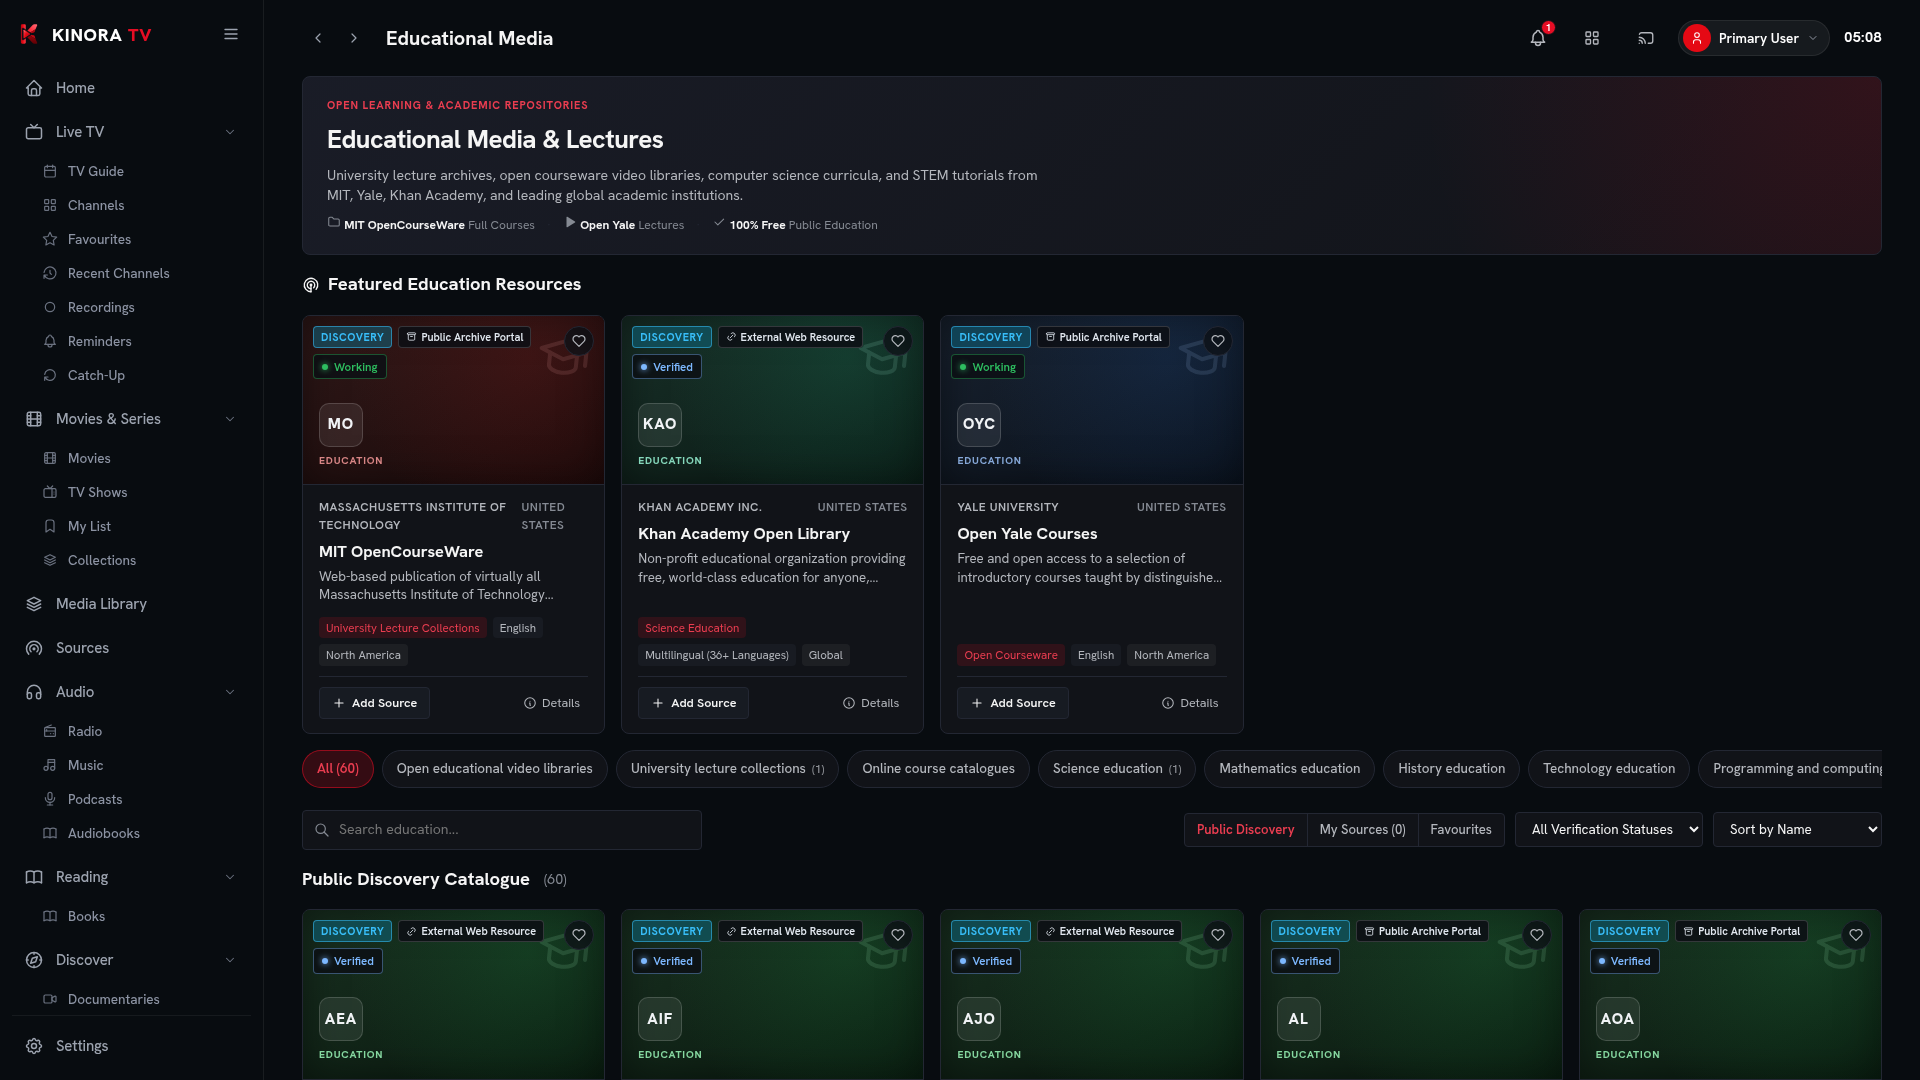 KINORA TV
Home
Live TV
TV Guide
Channels
Favourites
Recent Channels
Recordings
Reminders
Catch-Up
Movies & Series
Movies
TV Shows
My List
Collections
Media Library
Sources
Audio
Radio
Music
Podcasts
Audiobooks
Reading
Books
Discover
Documentaries
Settings
Educational Media
1
Primary User
05:08
OPEN LEARNING & ACADEMIC REPOSITORIES
Educational Media & Lectures
University lecture archives, open courseware video libraries, computer science curricula, and STEM tutorials from
MIT, Yale, Khan Academy, and leading global academic institutions.
MIT OpenCourseWare Full Courses
Open Yale Lectures
100% Free Public Education
Featured Education Resources
DISCOVERY
Public Archive Portal
Working
MO
EDUCATION
MASSACHUSETTS INSTITUTE OF
TECHNOLOGY
UNITED
STATES
MIT OpenCourseWare
Web-based publication of virtually all
Massachusetts Institute of Technology...
University Lecture Collections
English
North America
Add Source
Details
DISCOVERY
External Web Resource
Verified
KAO
EDUCATION
KHAN ACADEMY INC.
UNITED STATES
Khan Academy Open Library
Non-profit educational organization providing
free, world-class education for anyone,...
Science Education
Multilingual (36+ Languages)
Global
Add Source
Details
DISCOVERY
Public Archive Portal
Working
OYC
EDUCATION
YALE UNIVERSITY
UNITED STATES
Open Yale Courses
Free and open access to a selection of
introductory courses taught by distinguishe...
Open Courseware
English
North America
Add Source
Details
All (60)
Open educational video libraries
University lecture collections (1)
Online course catalogues
Science education (1)
Mathematics education
History education
Technology education
Programming and computing
Search education...
Public Discovery
My Sources (0)
Favourites
All Verification Statuses
Sort by Name
Public Discovery Catalogue (60)
DISCOVERY
External Web Resource
Verified
AEA
EDUCATION
DISCOVERY
External Web Resource
Verified
AIF
EDUCATION
DISCOVERY
External Web Resource
Verified
AJO
EDUCATION
DISCOVERY
Public Archive Portal
Verified
AL
EDUCATION
DISCOVERY
Public Archive Portal
Verified
AOA
EDUCATION